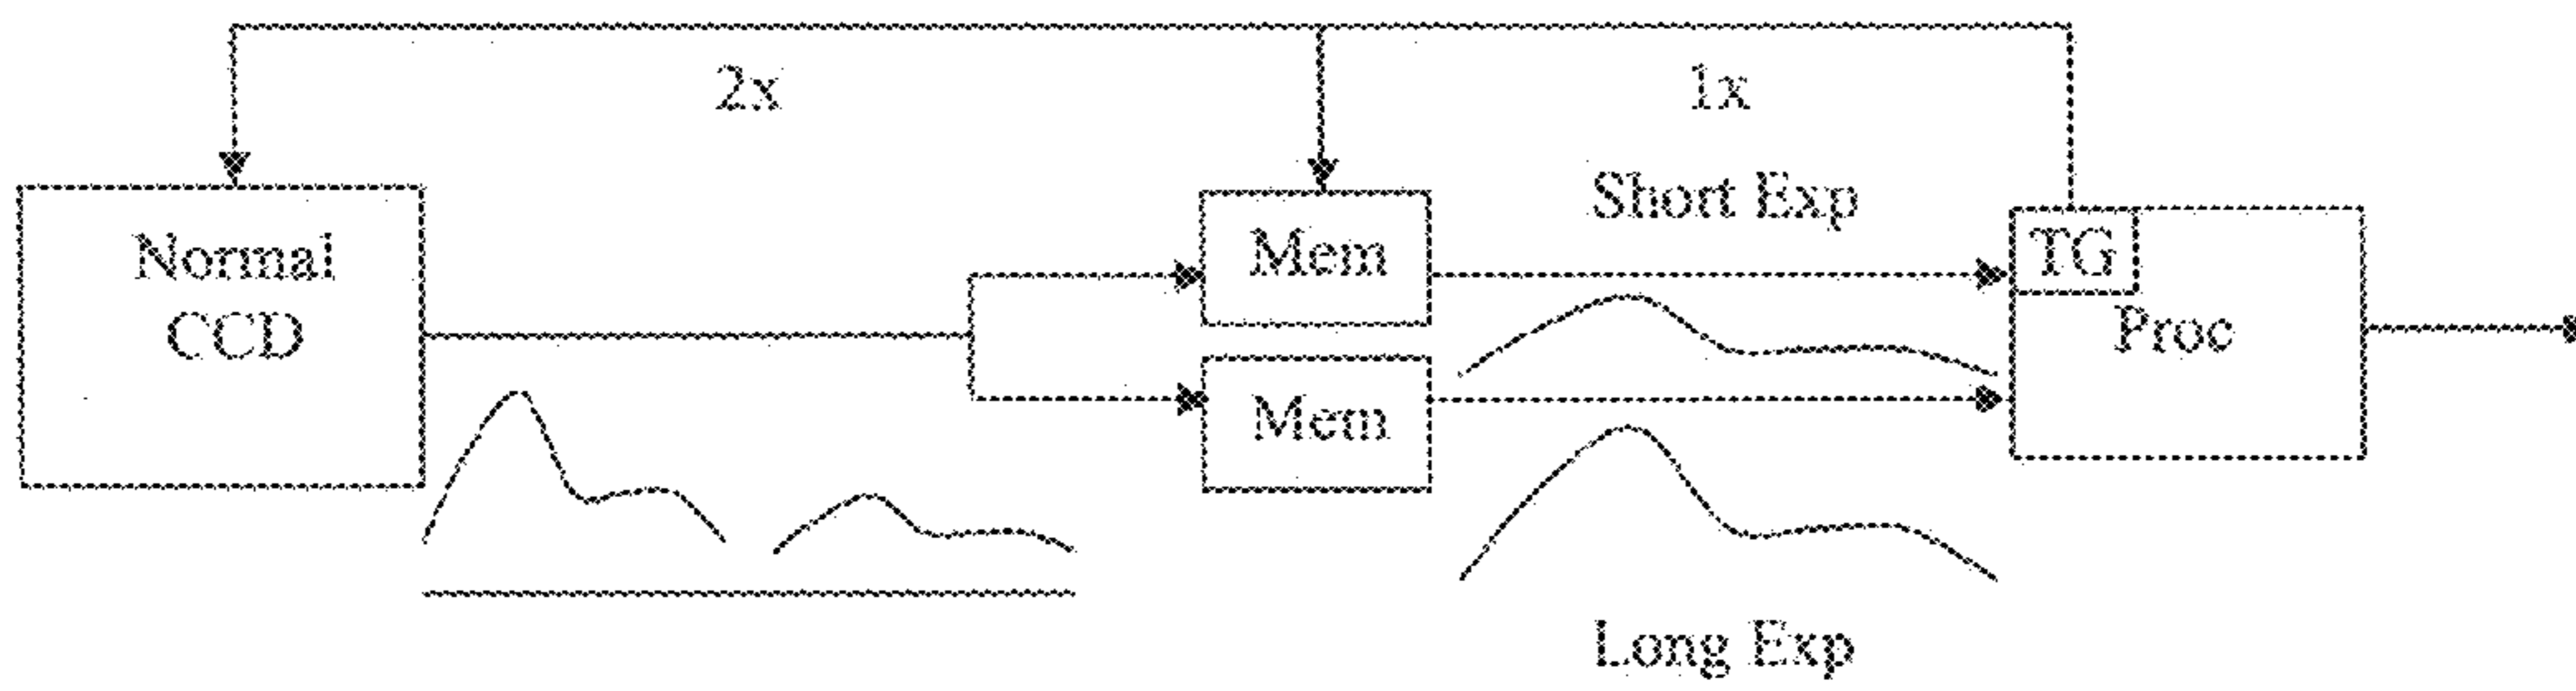 2x
1x
Short Exp
Normal
CCD
Mem
TG
Proc
Mem
Long Exp